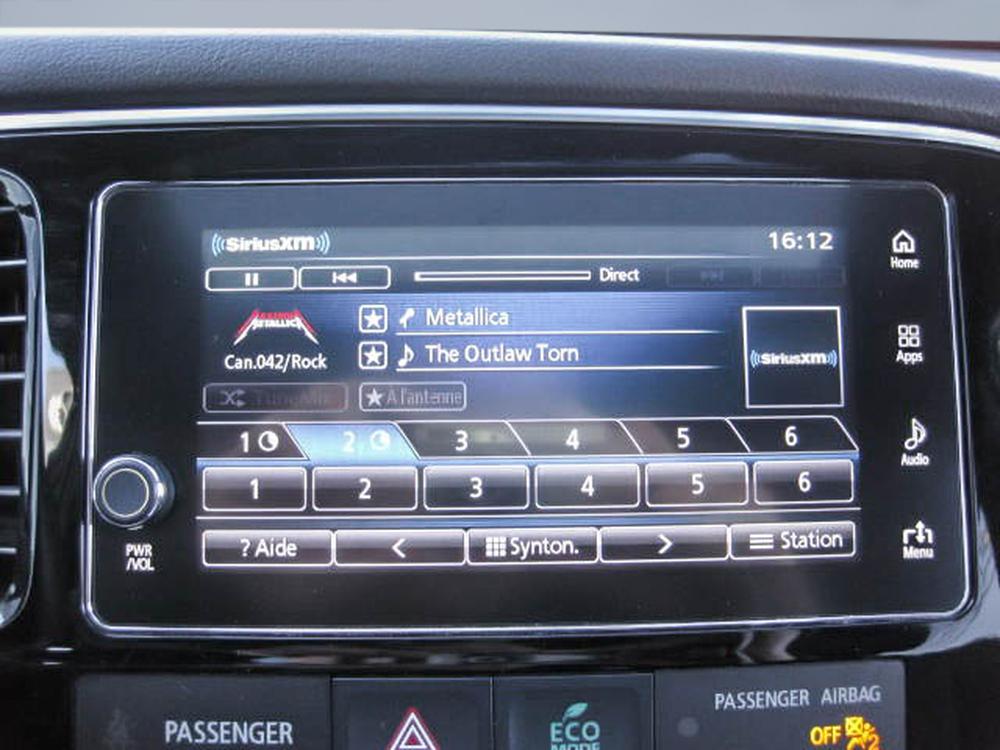 SiriusXM
16:12
Direct
METALLICA
Can.042/Rock
Metallica
The Outlaw Torn
SiriusXM
TuneMix
À l'antenne
1 2 3 4 5 6
1 2 3 4 5 6
? Aide
Synton.
Station
Home
Apps
Audio
Menu
PWR
/VOL
PASSENGER
ECO
MODE
PASSENGER AIRBAG
OFF